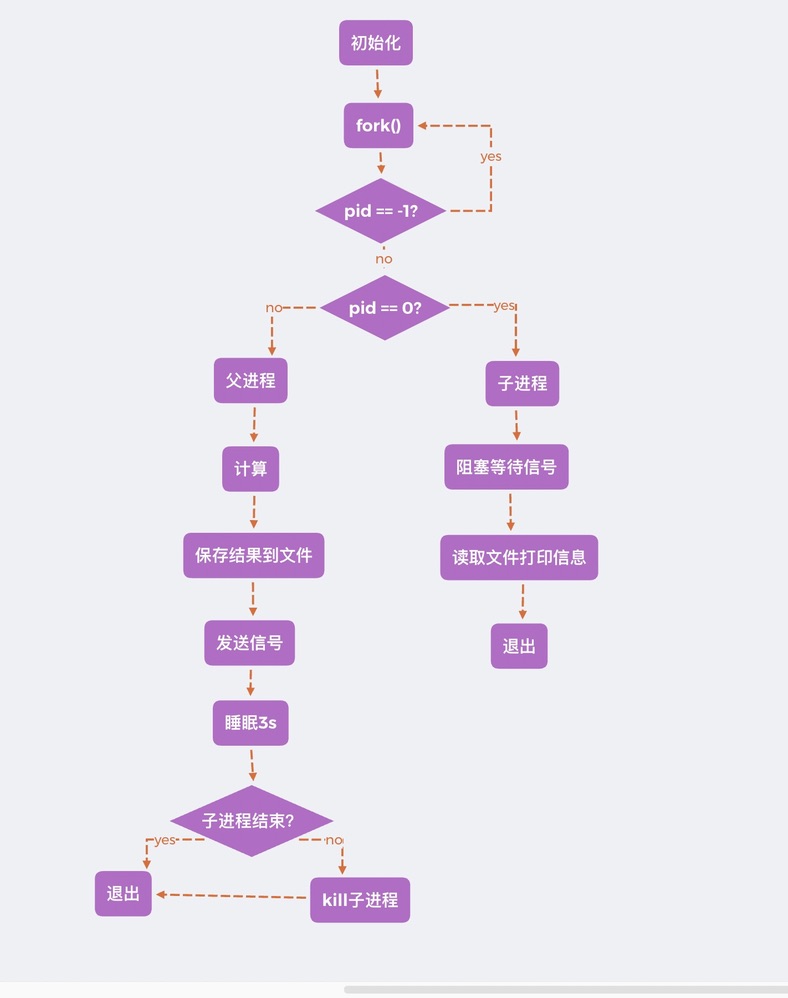 初始化
fork()
yes
pid == -1?
no
pid == 0?
no
yes
父进程
子进程
计算
阻塞等待信号
保存结果到文件
读取文件打印信息
发送信号
退出
睡眠3s
子进程结束?
yes
no
退出
kill子进程